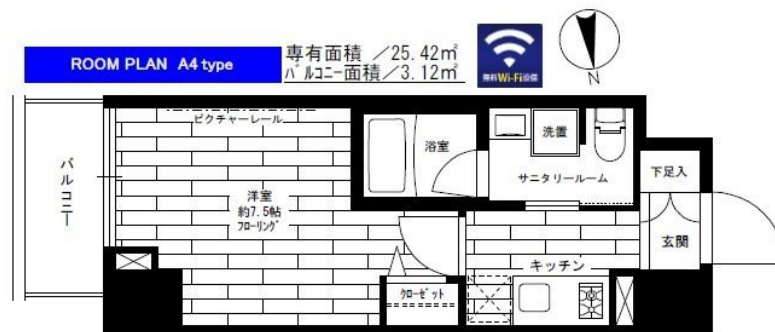 ROOM PLAN A4 type
専有面積 ／25.42㎡
バルコニー面積／3.12㎡
無料Wi-Fi設備
N
ピクチャーレール
バルコニー
洋室
約7.5帖
フローリング
浴室
洗置
サニタリールーム
下足入
玄関
キッチン
クローゼット